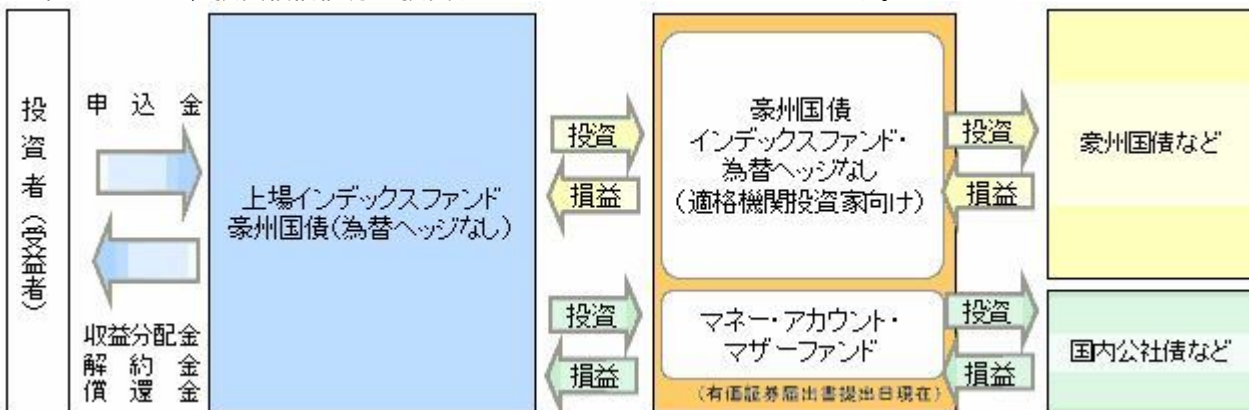 投資者(受益者)
申込金
収益分配金
解約金
償還金
上場インデックスファンド
豪州国債(為替ヘッジなし)
投資
損益
投資
損益
豪州国債
インデックスファンド・
為替ヘッジなし
(適格機関投資家向け)
マネー・アカウント・
マザーファンド
(有価証券届出書提出日現在)
投資
損益
投資
損益
豪州国債など
国内公社債など